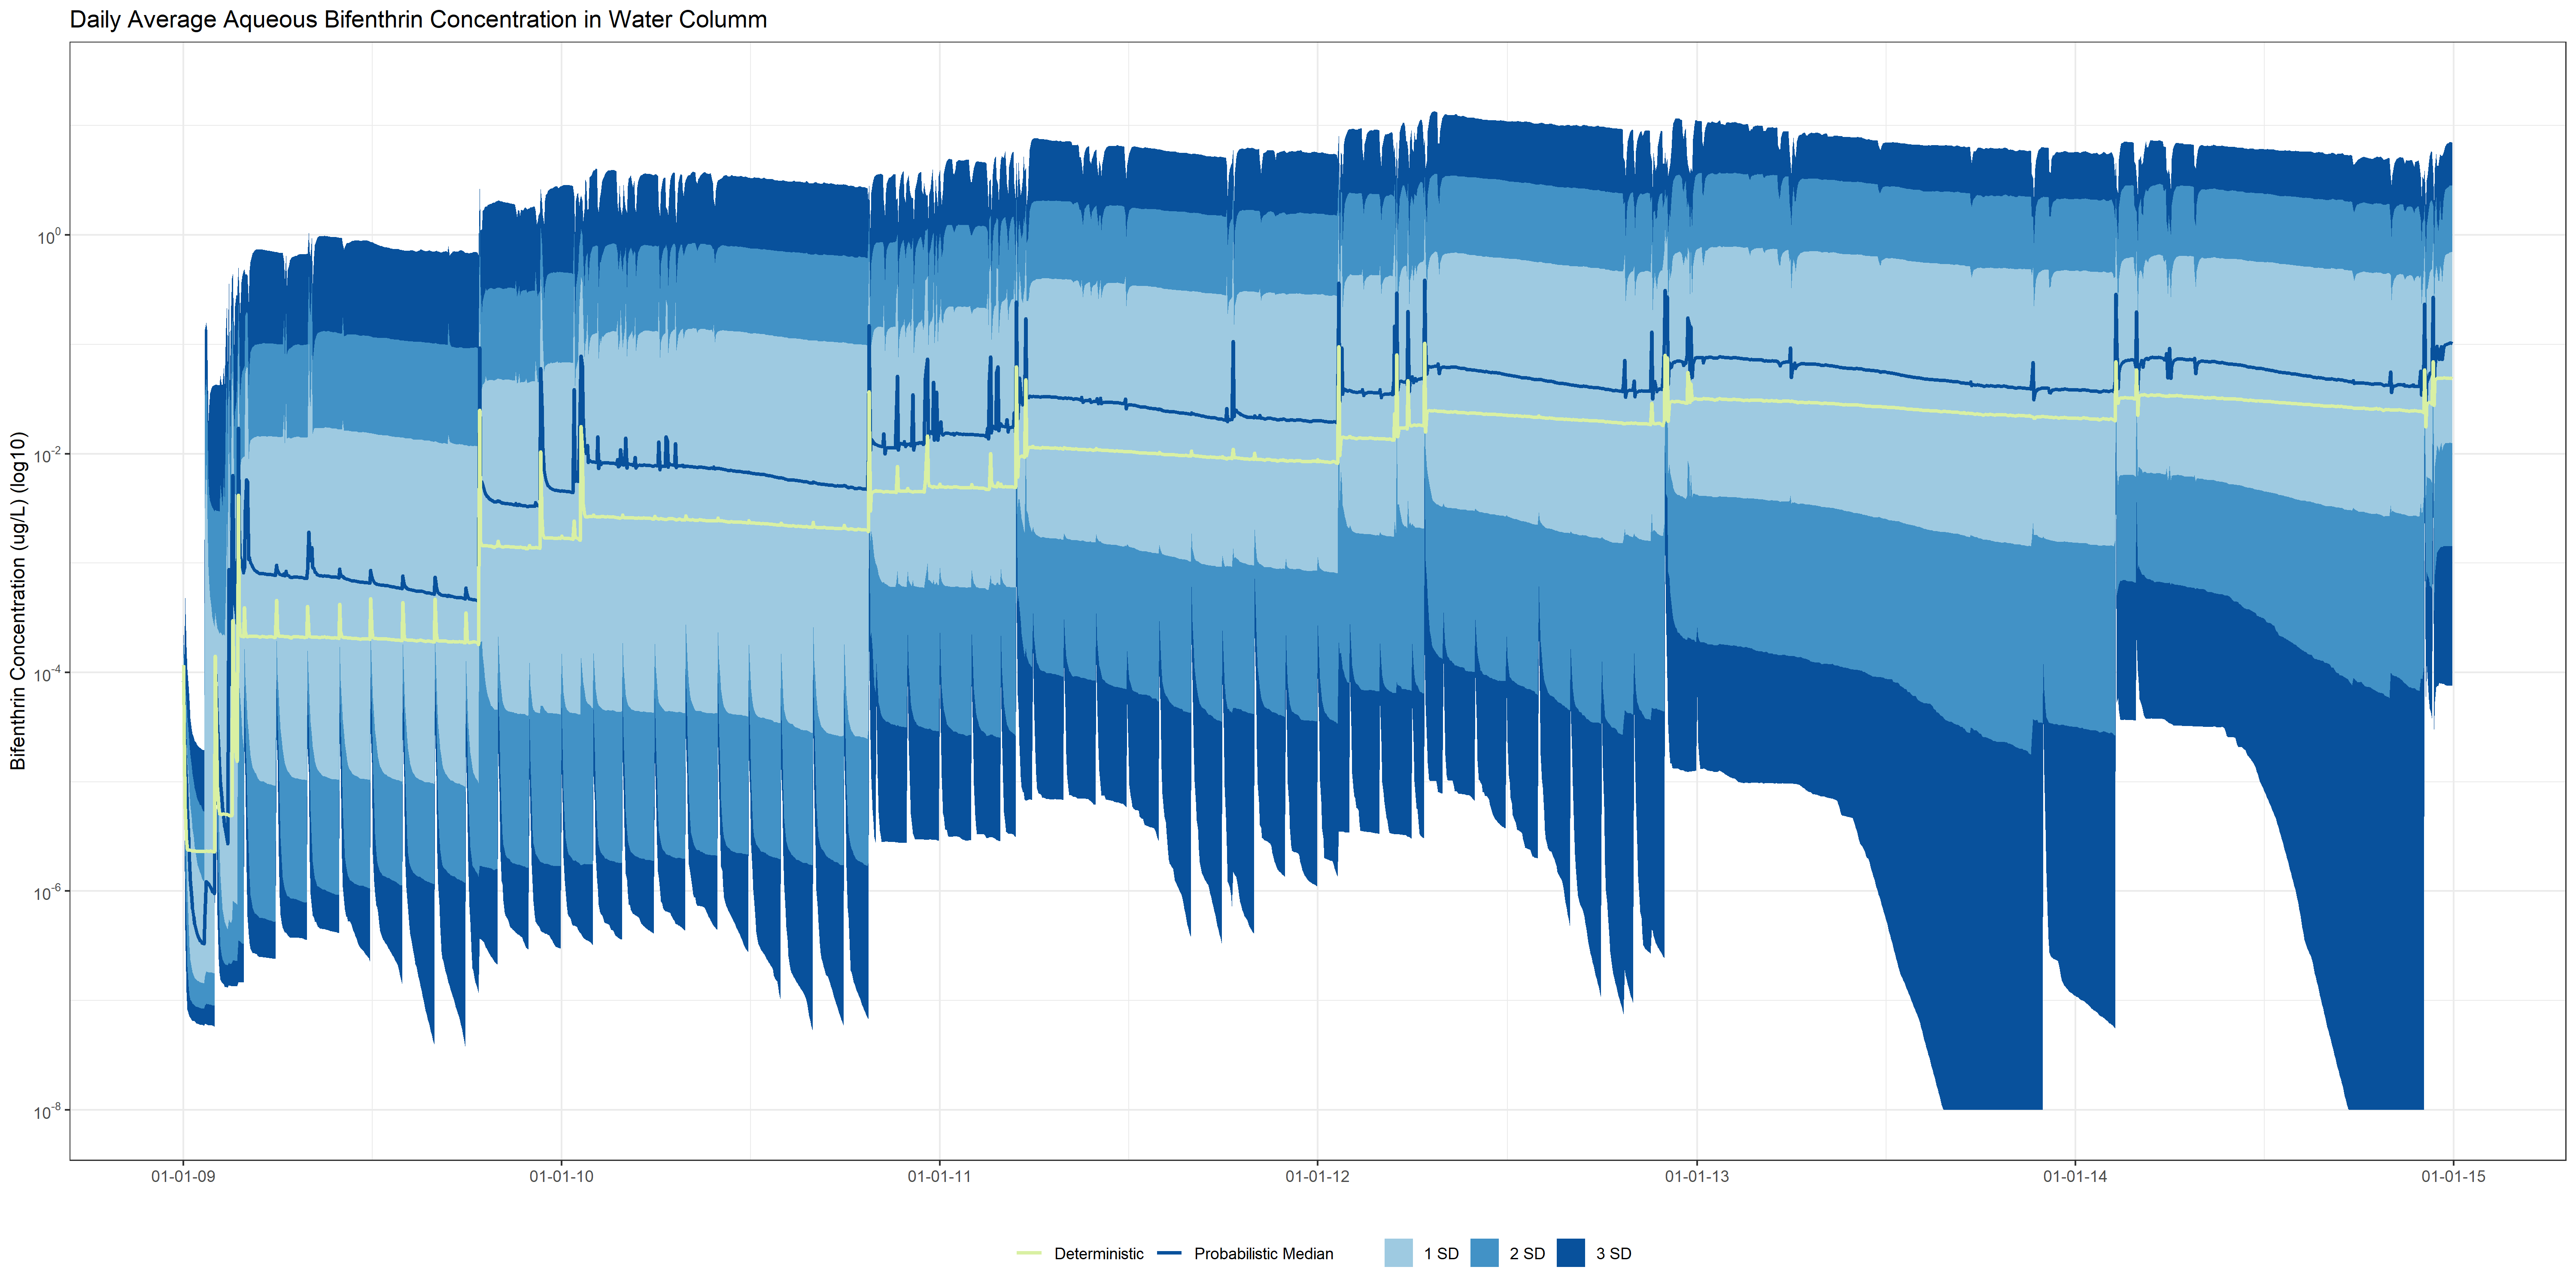 Daily Average Aqueous Bifenthrin Concentration in Water Columm
Bifenthrin Concentration (ug/L) (log10)
10^0
10^-2
10^-4
10^-6
10^-8
01-01-09 01-01-10 01-01-11 01-01-12 01-01-13 01-01-14 01-01-15
Deterministic Probabilistic Median 1 SD 2 SD 3 SD